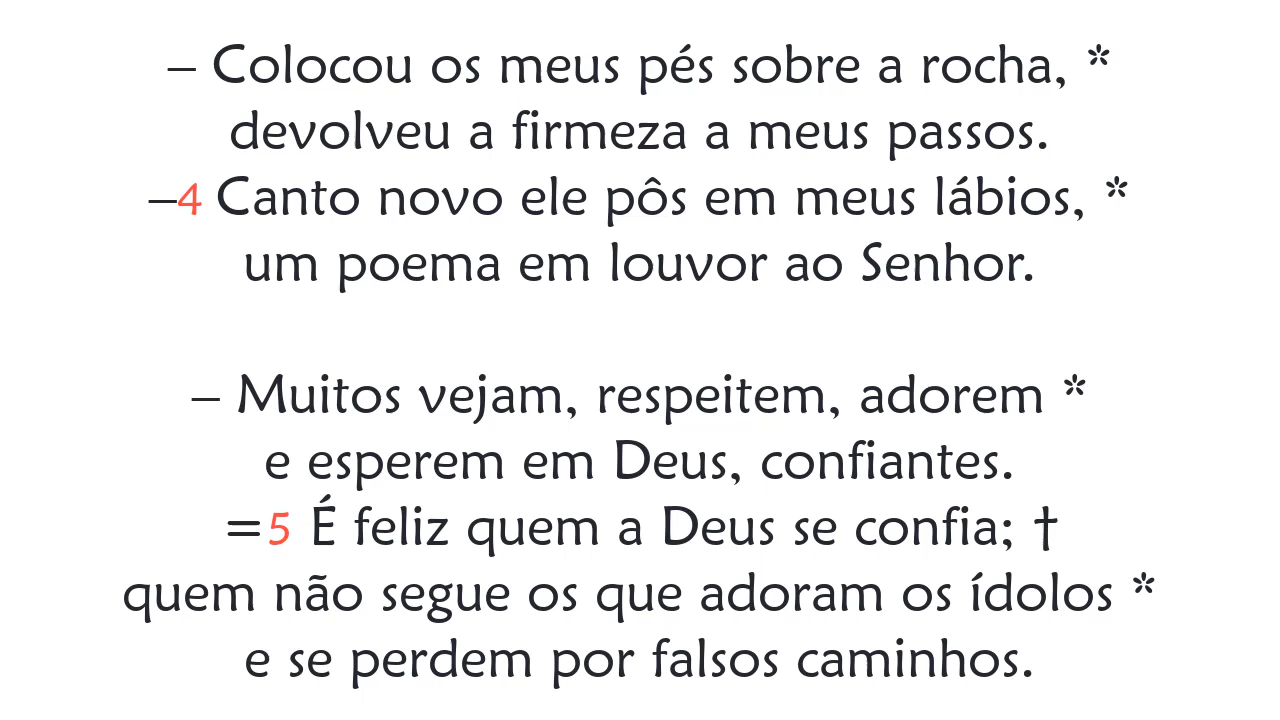 – Colocou os meus pés sobre a rocha, *
devolveu a firmeza a meus passos.
–4 Canto novo ele pôs em meus lábios, *
um poema em louvor ao Senhor.
– Muitos vejam, respeitem, adorem *
e esperem em Deus, confiantes.
=5 É feliz quem a Deus se confia; †
quem não segue os que adoram os ídolos *
e se perdem por falsos caminhos.